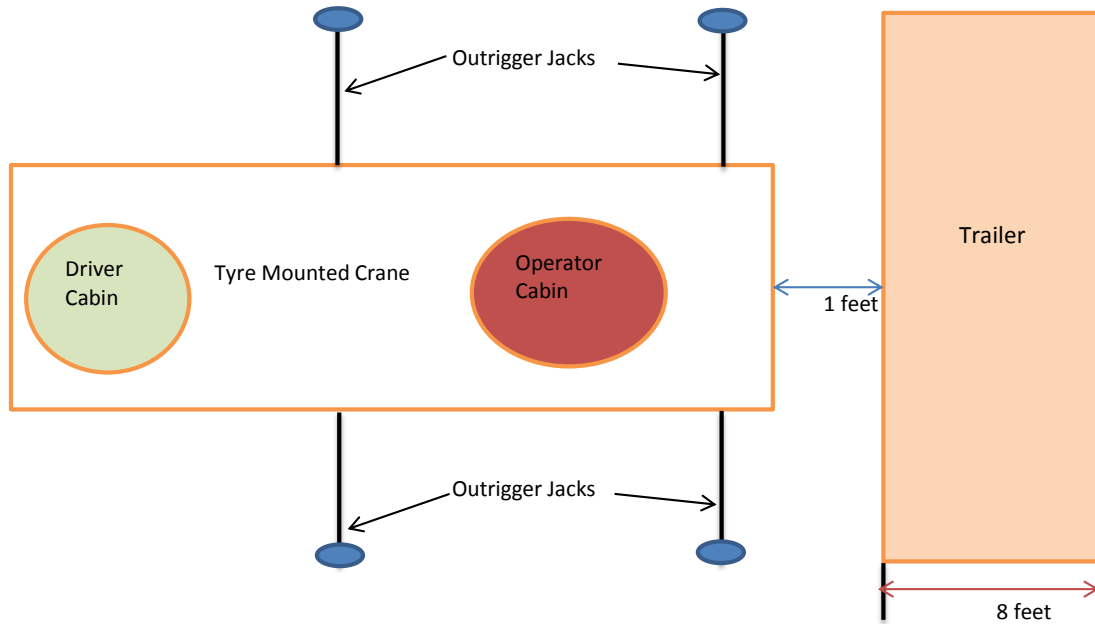 Outrigger Jacks
Trailer
Driver
Cabin
Tyre Mounted Crane
Operator
Cabin
1 feet
Outrigger Jacks
8 feet